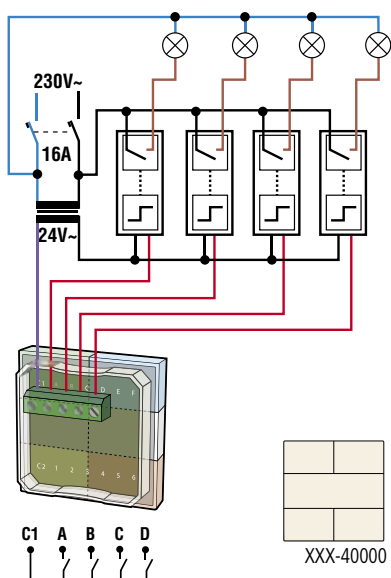 230V~
16A
24V~
C1 A B C D E F
C2 1 2 3 4 5 6
C1 A B C D
XXX-40000